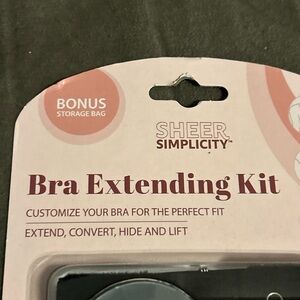 BONUS
STORAGE BAG
SHEER
SIMPLICITY™
Bra Extending Kit
CUSTOMIZE YOUR BRA FOR THE PERFECT FIT
EXTEND, CONVERT, HIDE AND LIFT